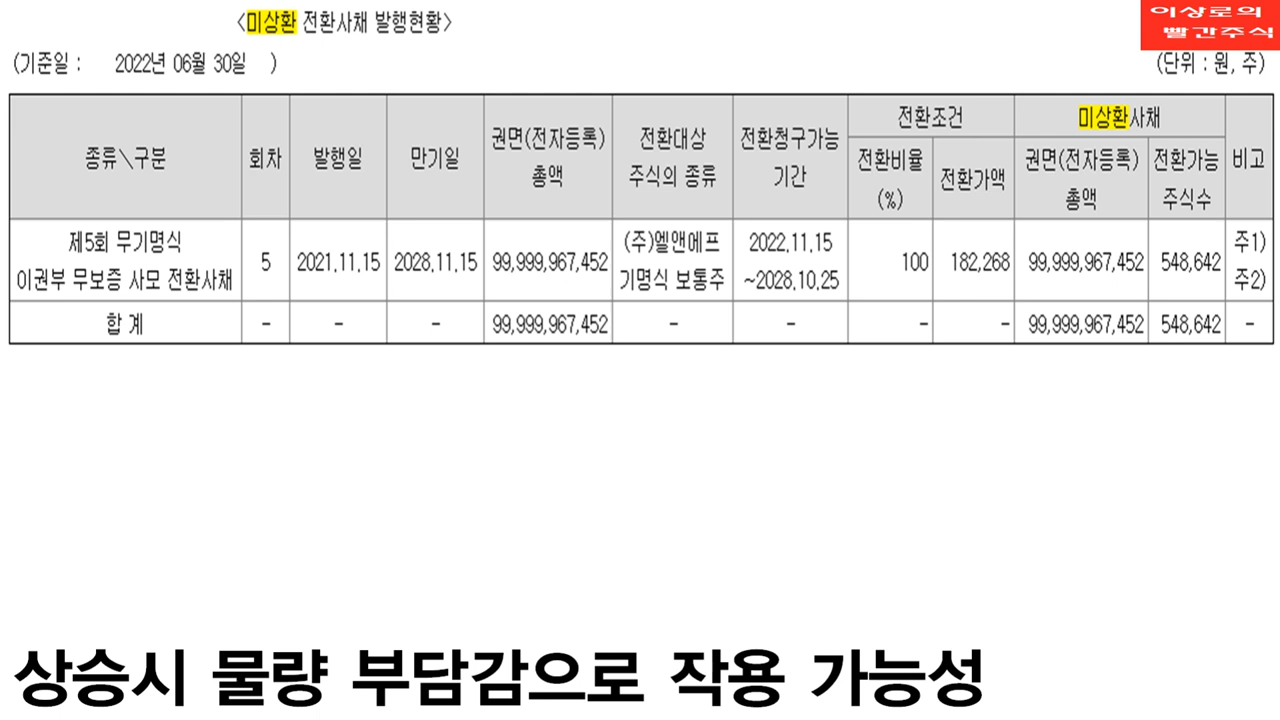 <미상환 전환사채 발행현황>
이상로의
빨간주식
(기준일 : 2022년 06월 30일 )
(단위 : 원, 주)
종류\구분 회차 발행일 만기일 권면(전자등록) 총액 전환대상 주식의 종류 전환청구가능 기간 전환조건 미상환사채 비고
전환비율 (%) 전환가액 권면(전자등록) 총액 전환가능 주식수
제5회 무기명식 이권부 무보증 사모 전환사채 5 2021.11.15 2028.11.15 99,999,967,452 (주)엘앤에프 기명식 보통주 2022.11.15 ~2028.10.25 100 182,268 99,999,967,452 548,642 주1) 주2)
합 계 - - - 99,999,967,452 - - - - 99,999,967,452 548,642 -
상승시 물량 부담감으로 작용 가능성